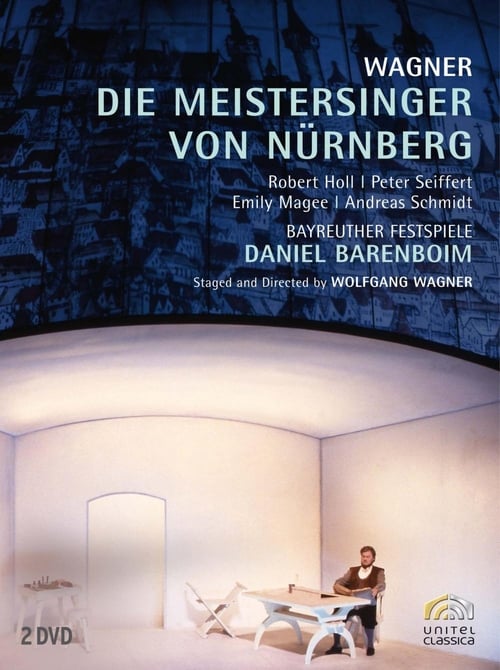 WAGNER
DIE MEISTERSINGER
VON NÜRNBERG
Robert Holl | Peter Seiffert
Emily Magee | Andreas Schmidt
BAYREUTHER FESTSPIELE
DANIEL BARENBOIM
Staged and Directed by WOLFGANG WAGNER
2 DVD
UNITEL
CLASSICA